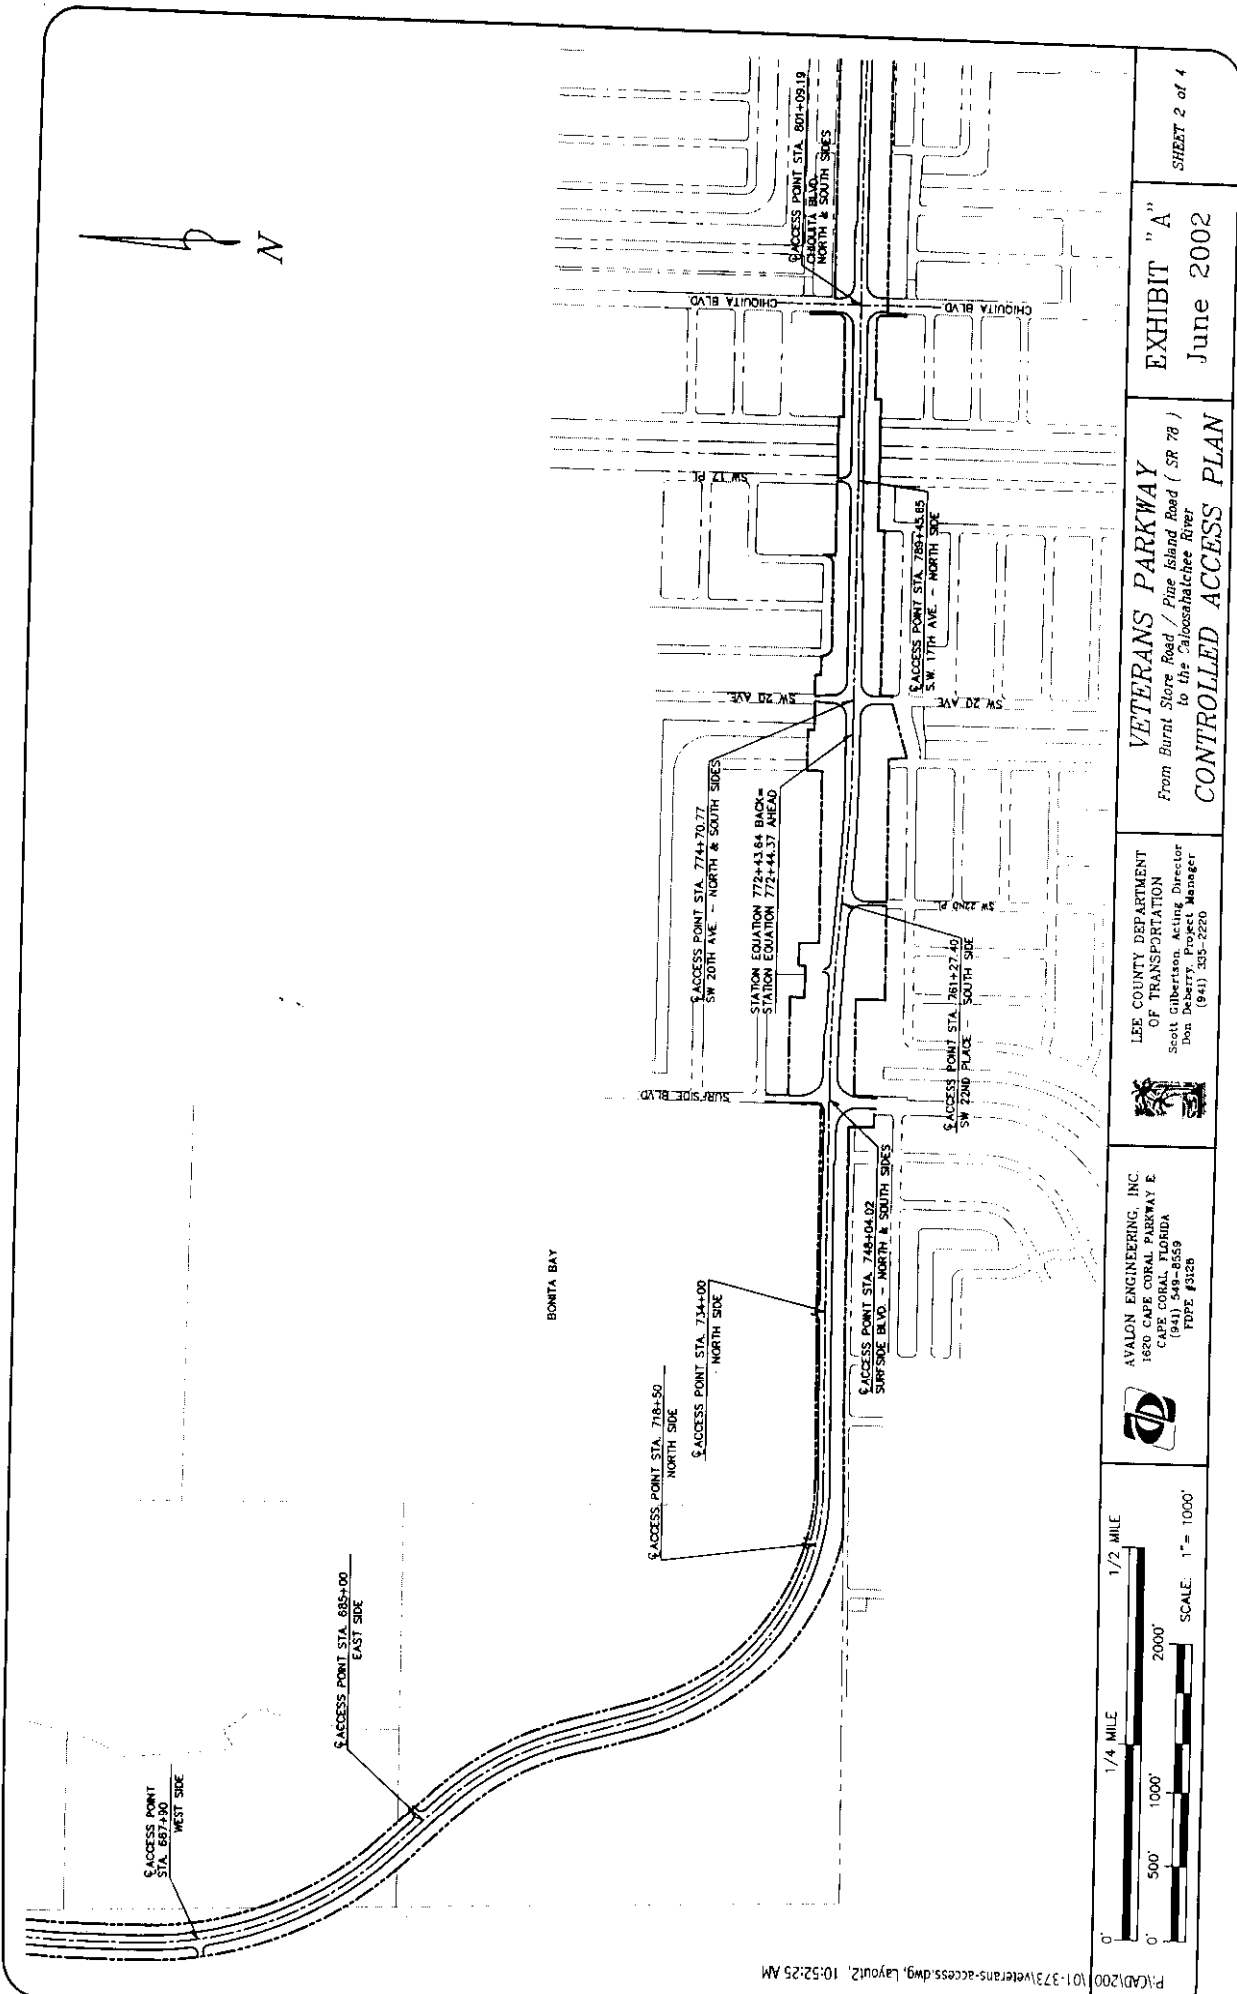 N
℄ ACCESS POINT
STA. 667+90
WEST SIDE
℄ ACCESS POINT STA. 685+00
EAST SIDE
℄ ACCESS POINT STA. 718+50
NORTH SIDE
℄ ACCESS POINT STA. 734+00
- NORTH SIDE
BONITA BAY
℄ ACCESS POINT STA. 748+04.02
SURFSIDE BLVD. - NORTH & SOUTH SIDES
SURFSIDE BLVD.
℄ ACCESS POINT STA. 761+27.40
SW 22ND PLACE - SOUTH SIDE
SW 22ND PL
STATION EQUATION 772+43.64 BACK=
STATION EQUATION 772+44.37 AHEAD
℄ ACCESS POINT STA. 774+70.77
SW 20TH AVE. - NORTH & SOUTH SIDES
SW 20 AVE
SW 20 AVE
℄ ACCESS POINT STA. 789+45.65
S.W. 17TH AVE. - NORTH SIDE
SW 17 PL
℄ ACCESS POINT STA. 801+09.19
CHIQUITA BLVD.
NORTH & SOUTH SIDES
CHIQUITA BLVD.
CHIQUITA BLVD.
0' 1/4 MILE 1/2 MILE
0' 500' 1000' 2000'
SCALE: 1"= 1000'
AVALON ENGINEERING, INC.
1620 CAPE CORAL PARKWAY E
CAPE CORAL, FLORIDA
(941) 549-8559
FDPE #3128
LEE COUNTY DEPARTMENT
OF TRANSPORTATION
Scott Gilbertson, Acting Director
Don Deberry, Project Manager
(941) 335-2220
VETERANS PARKWAY
From Burnt Store Road / Pine Island Road ( SR 78 )
to the Caloosahatchee River
CONTROLLED ACCESS PLAN
EXHIBIT "A"
June 2002
SHEET 2 of 4
P:\CAD\2001\01-373\veterans-access.dwg, Layout2, 10:52:25 AM